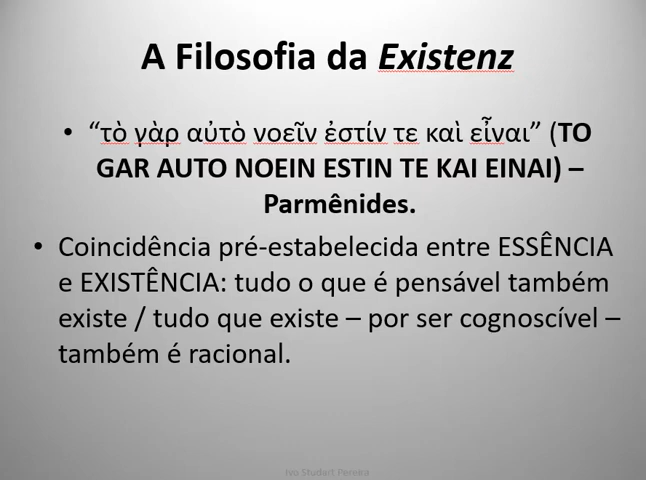 A Filosofia da Existenz
• “τὸ γὰρ αὐτὸ νοεῖν ἐστίν τε καὶ εἶναι” (TO
GAR AUTO NOEIN ESTIN TE KAI EINAI) –
Parmênides.
• Coincidência pré-estabelecida entre ESSÊNCIA
e EXISTÊNCIA: tudo o que é pensável também
existe / tudo que existe – por ser cognoscível –
também é racional.
Ivo Studart Pereira